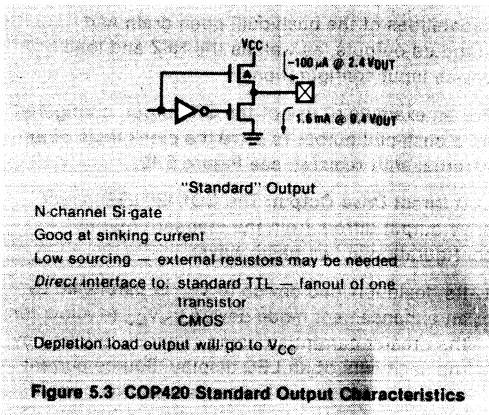 VCC
A
-100 µA @ 2.4 VOUT
1.6 mA @ 0.4 VOUT
"Standard" Output
N-channel Si-gate
Good at sinking current
Low sourcing — external resistors may be needed
Direct interface to: standard TTL — fanout of one
transistor
CMOS
Depletion load output will go to VCC
Figure 5.3 COP420 Standard Output Characteristics